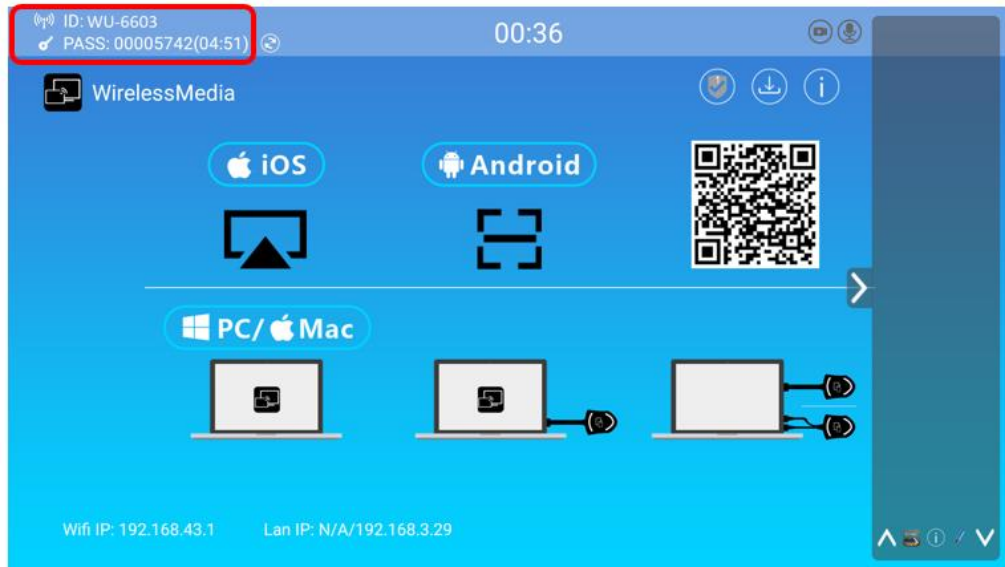 ID: WU-6603
PASS: 00005742(04:51)
00:36
WirelessMedia
iOS
Android
PC/ Mac
Wifi IP: 192.168.43.1 Lan IP: N/A/192.168.3.29